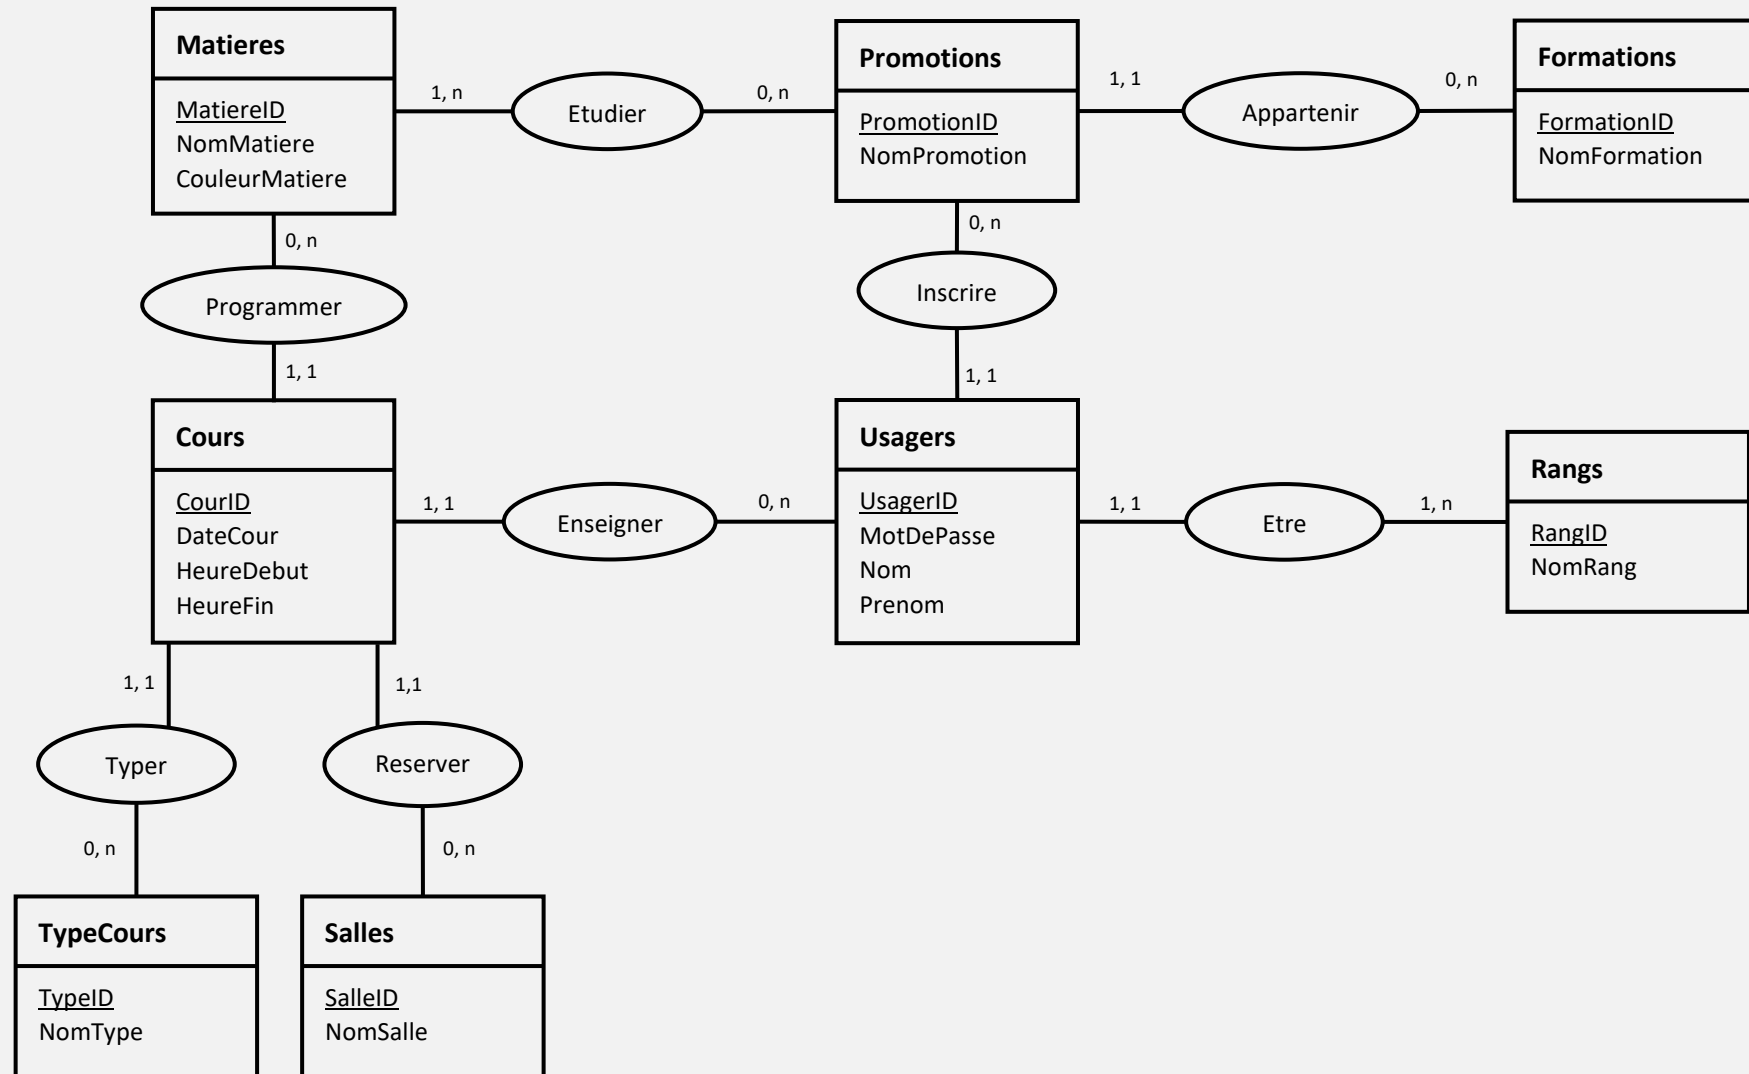 Matieres
MatiereID
NomMatiere
CouleurMatiere
1, n
Etudier
0, n
Promotions
PromotionID
NomPromotion
1, 1
Appartenir
0, n
Formations
FormationID
NomFormation
0, n
Programmer
1, 1
0, n
Inscrire
1, 1
Cours
CourID
DateCour
HeureDebut
HeureFin
1, 1
Enseigner
0, n
Usagers
UsagerID
MotDePasse
Nom
Prenom
1, 1
Etre
1, n
Rangs
RangID
NomRang
1, 1
Typer
0, n
1,1
Reserver
0, n
TypeCours
TypeID
NomType
Salles
SalleID
NomSalle